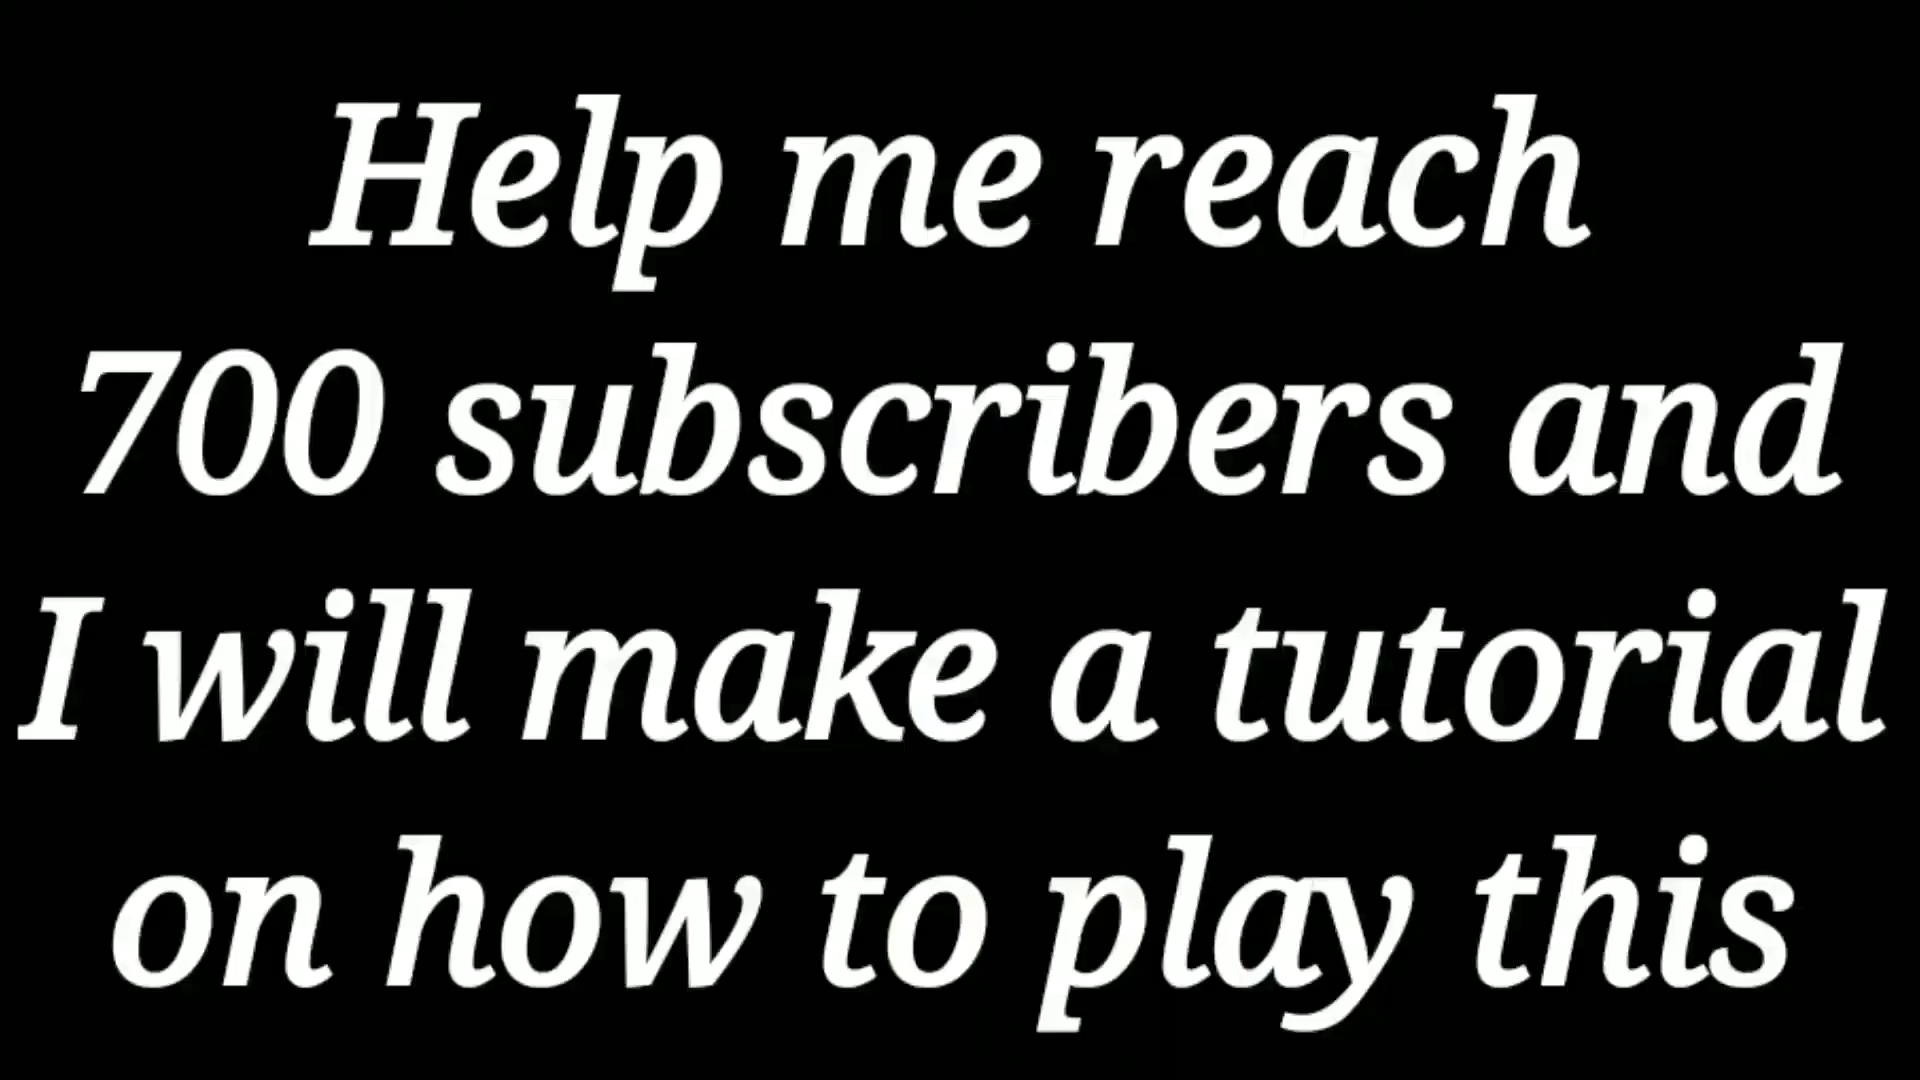 Help me reach
700 subscribers and
I will make a tutorial
on how to play this